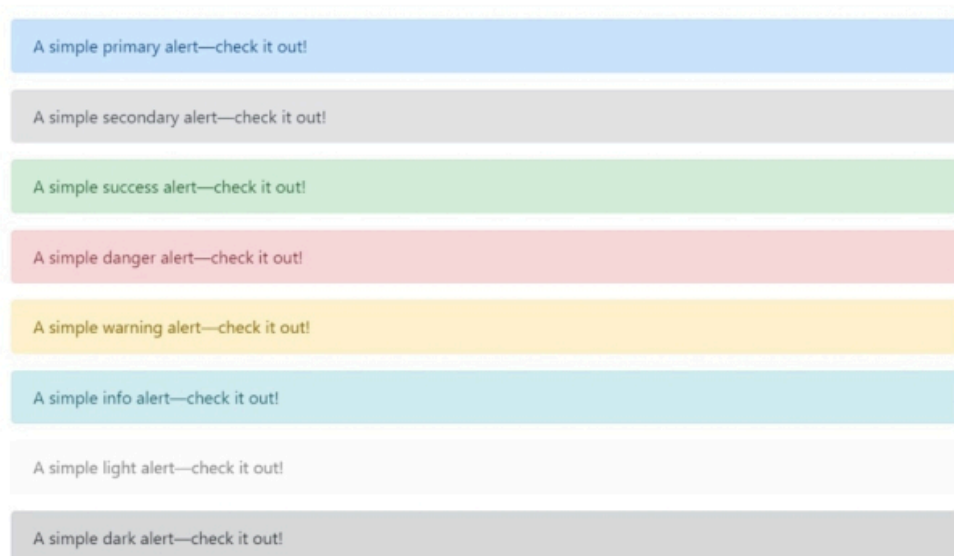 A simple primary alert—check it out!
A simple secondary alert—check it out!
A simple success alert—check it out!
A simple danger alert—check it out!
A simple warning alert—check it out!
A simple info alert—check it out!
A simple light alert—check it out!
A simple dark alert—check it out!